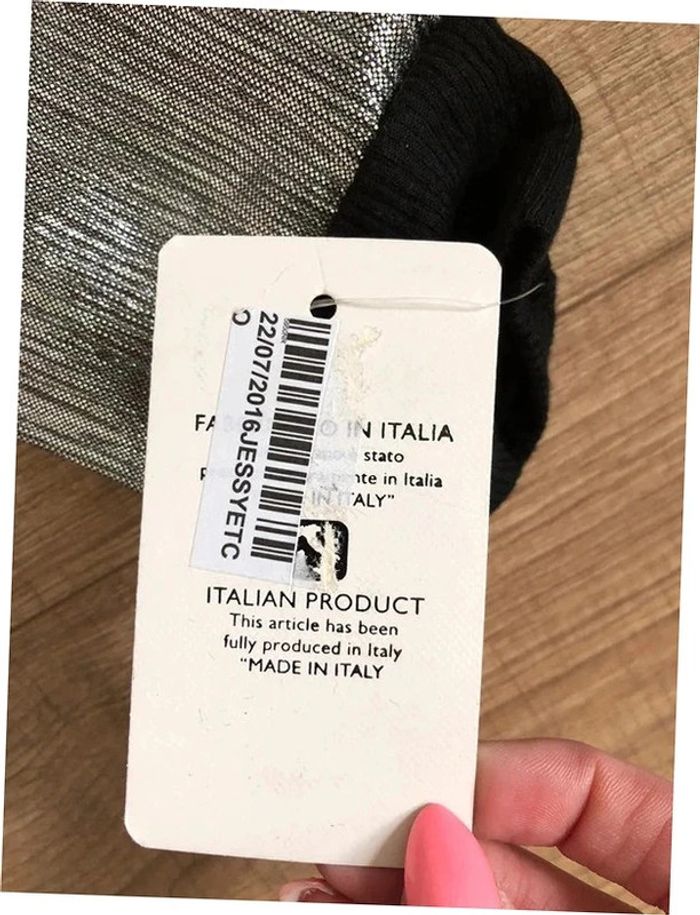 22/07/2016JESSYETC
O
FA O IN ITALIA
stato
in Italia
IN ITALY"
ITALIAN PRODUCT
This article has been
fully produced in Italy
"MADE IN ITALY